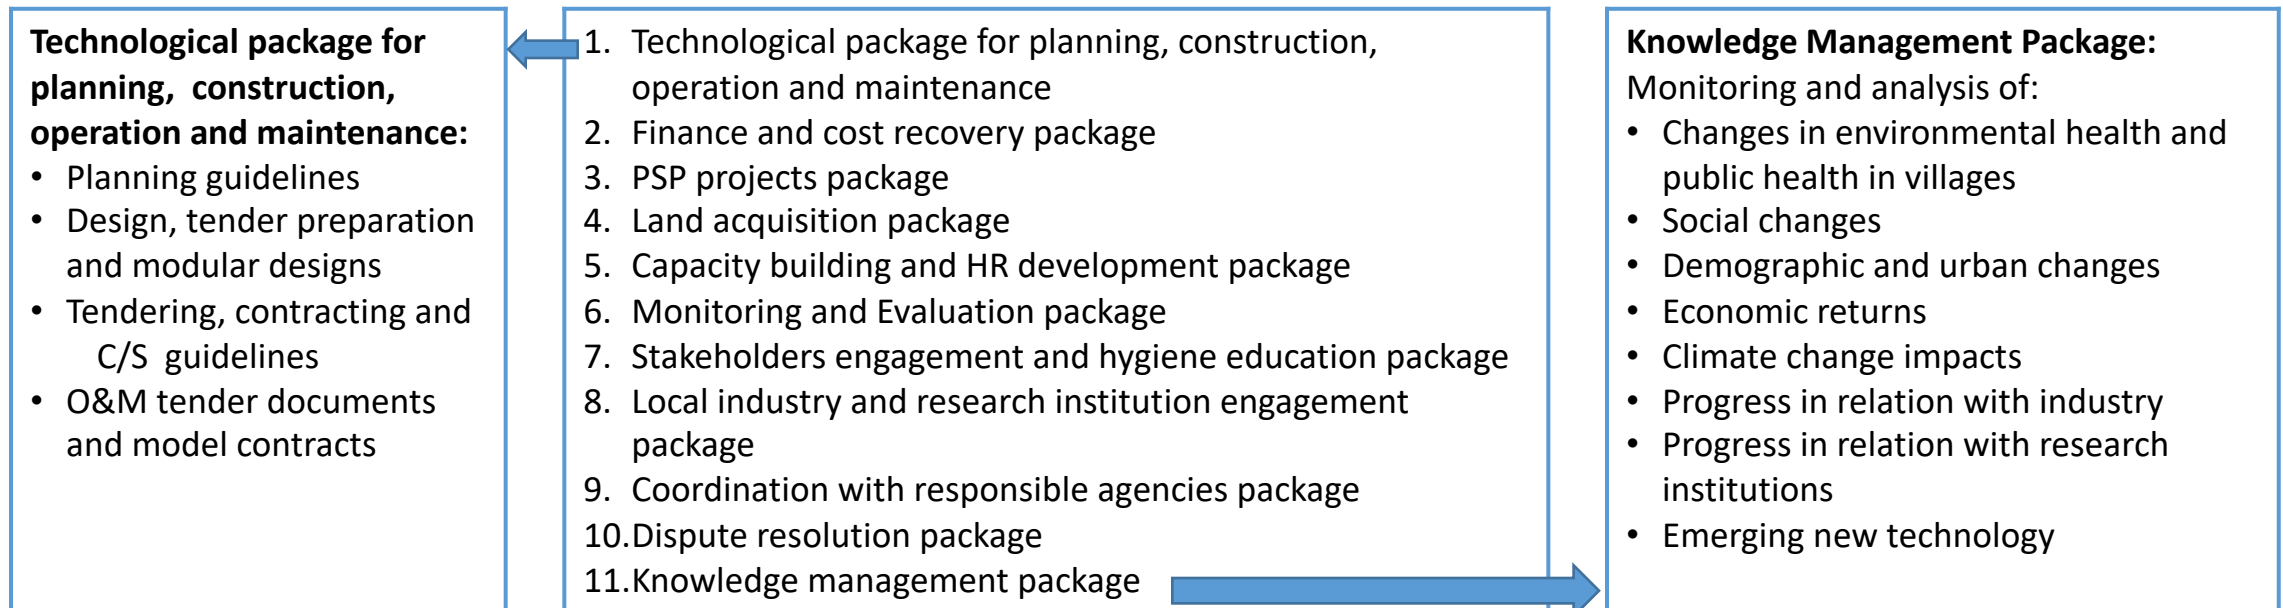 Technological package for
planning, construction,
operation and maintenance:
• Planning guidelines
• Design, tender preparation
and modular designs
• Tendering, contracting and
C/S guidelines
• O&M tender documents
and model contracts
1. Technological package for planning, construction,
operation and maintenance
2. Finance and cost recovery package
3. PSP projects package
4. Land acquisition package
5. Capacity building and HR development package
6. Monitoring and Evaluation package
7. Stakeholders engagement and hygiene education package
8. Local industry and research institution engagement
package
9. Coordination with responsible agencies package
10.Dispute resolution package
11.Knowledge management package
Knowledge Management Package:
Monitoring and analysis of:
• Changes in environmental health and
public health in villages
• Social changes
• Demographic and urban changes
• Economic returns
• Climate change impacts
• Progress in relation with industry
• Progress in relation with research
institutions
• Emerging new technology